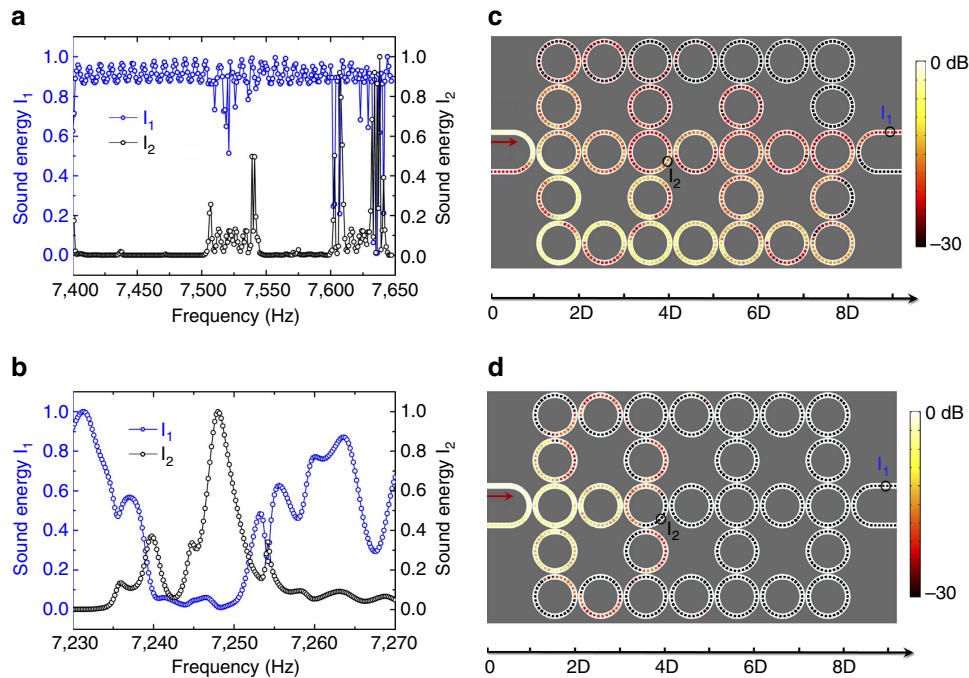 a
Sound energy I1
1.0
0.8
0.6
0.4
0.2
0.0
I1
I2
1.0
0.8
0.6
0.4
0.2
0.0
Sound energy I2
7,400
7,500
7,550
7,600
7,650
Frequency (Hz)
c
I1
I2
0 dB
–30
0
2D
4D
6D
8D
b
Sound energy I1
1.0
0.8
0.6
0.4
0.2
0.0
I1
I2
1.0
0.8
0.6
0.4
0.2
0.0
Sound energy I2
7,230
7,240
7,250
7,260
7,270
Frequency (Hz)
d
I1
I2
0 dB
–30
0
2D
4D
6D
8D